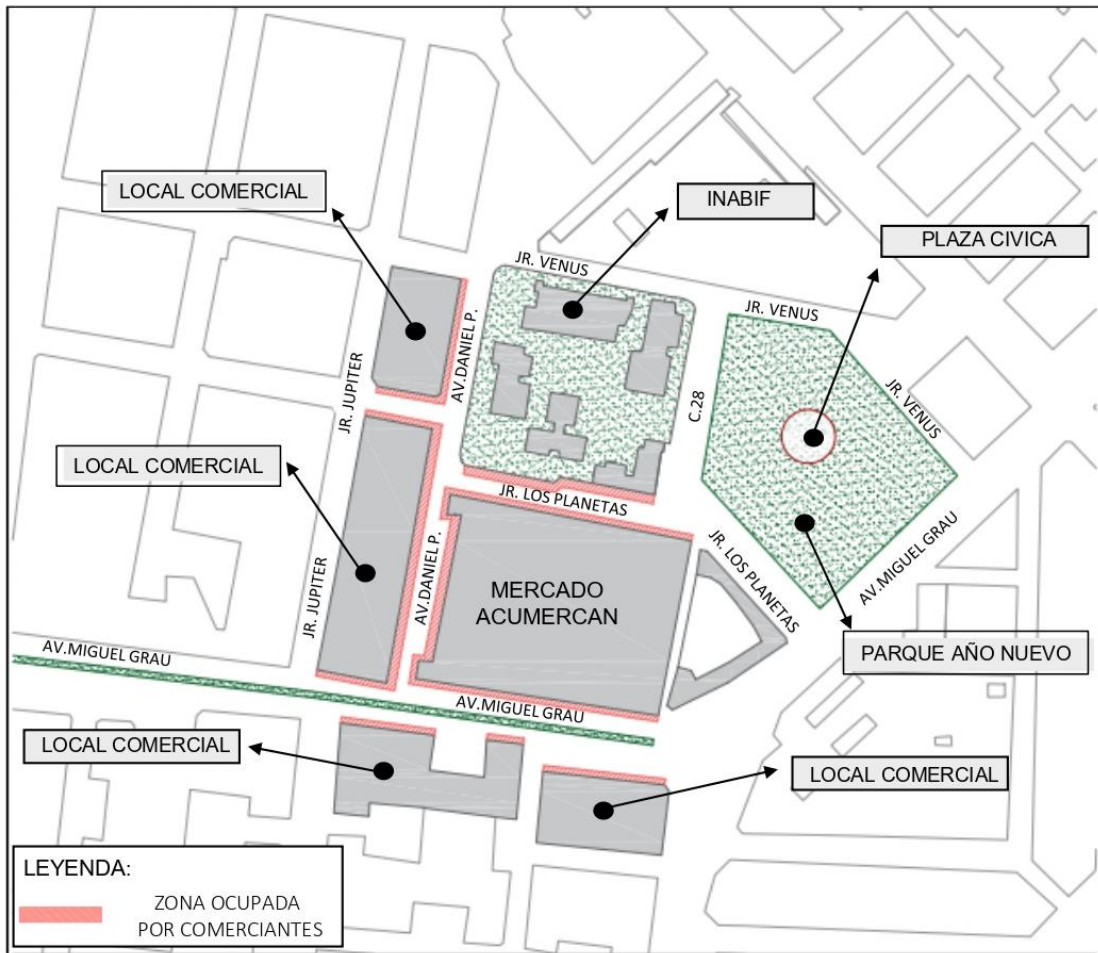 LOCAL COMERCIAL
INABIF
PLAZA CIVICA
JR. VENUS
JR. VENUS
JR. VENUS
AV.DANIEL P.
JR. JUPITER
C.28
LOCAL COMERCIAL
JR. LOS PLANETAS
AV.DANIEL P.
JR. LOS PLANETAS
AV.MIGUEL GRAU
MERCADO
ACUMERCAN
JR. JUPITER
AV.MIGUEL GRAU
PARQUE AÑO NUEVO
AV.MIGUEL GRAU
LOCAL COMERCIAL
LOCAL COMERCIAL
LEYENDA:
ZONA OCUPADA
POR COMERCIANTES